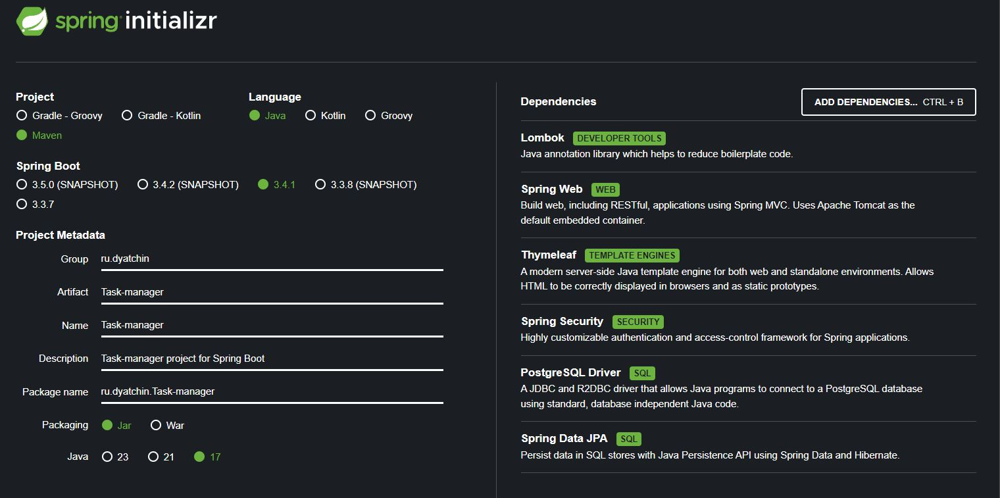 spring initializr
Project
Gradle - Groovy Gradle - Kotlin
Maven
Language
Java Kotlin Groovy
Spring Boot
3.5.0 (SNAPSHOT) 3.4.2 (SNAPSHOT) 3.4.1 3.3.8 (SNAPSHOT)
3.3.7
Project Metadata
Group ru.dyatchin
Artifact Task-manager
Name Task-manager
Description Task-manager project for Spring Boot
Package name ru.dyatchin.Task-manager
Packaging Jar War
Java 23 21 17
Dependencies ADD DEPENDENCIES... CTRL + B
Lombok DEVELOPER TOOLS
Java annotation library which helps to reduce boilerplate code.
Spring Web WEB
Build web, including RESTful, applications using Spring MVC. Uses Apache Tomcat as the
default embedded container.
Thymeleaf TEMPLATE ENGINES
A modern server-side Java template engine for both web and standalone environments. Allows
HTML to be correctly displayed in browsers and as static prototypes.
Spring Security SECURITY
Highly customizable authentication and access-control framework for Spring applications.
PostgreSQL Driver SQL
A JDBC and R2DBC driver that allows Java programs to connect to a PostgreSQL database
using standard, database independent Java code.
Spring Data JPA SQL
Persist data in SQL stores with Java Persistence API using Spring Data and Hibernate.